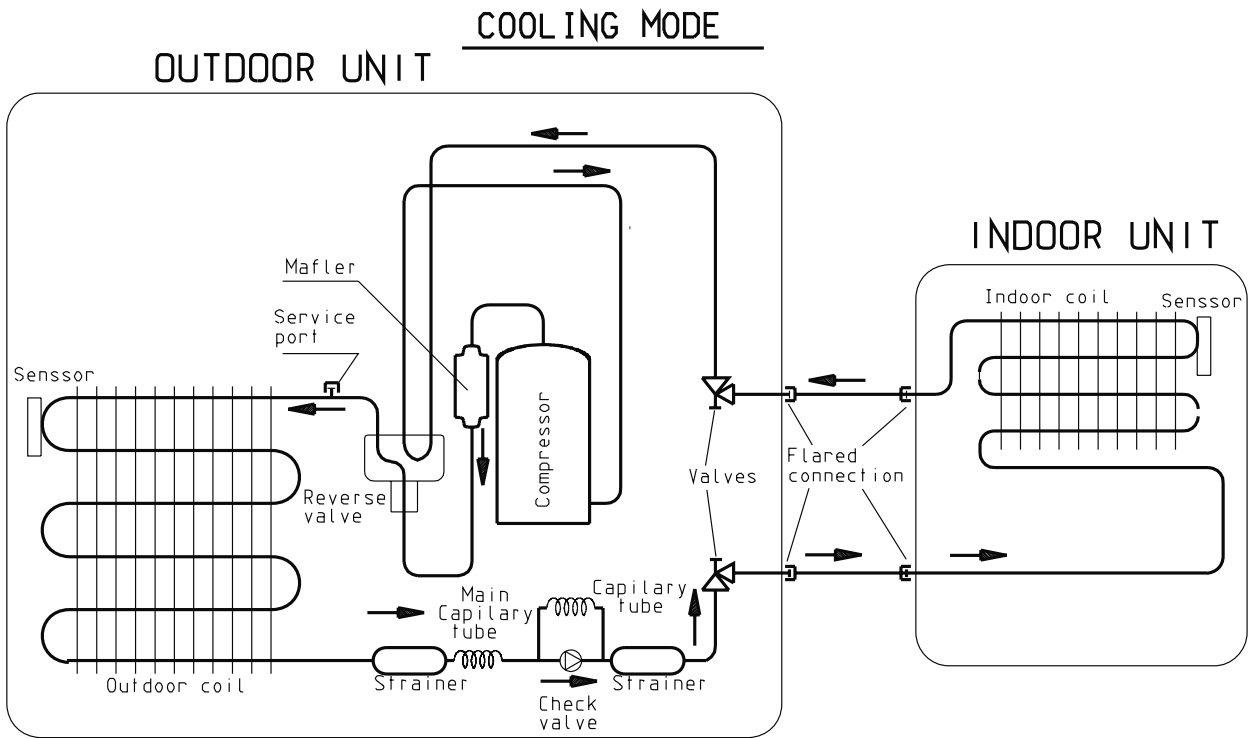 COOLING MODE
OUTDOOR UNIT
INDOOR UNIT
Mafler
Service
port
Senssor
Indoor coil
Senssor
Compressor
Reverse
valve
Valves
Flared
connection
Main
Capilary
tube
Capilary
tube
Outdoor coil
Strainer
Strainer
Check
valve